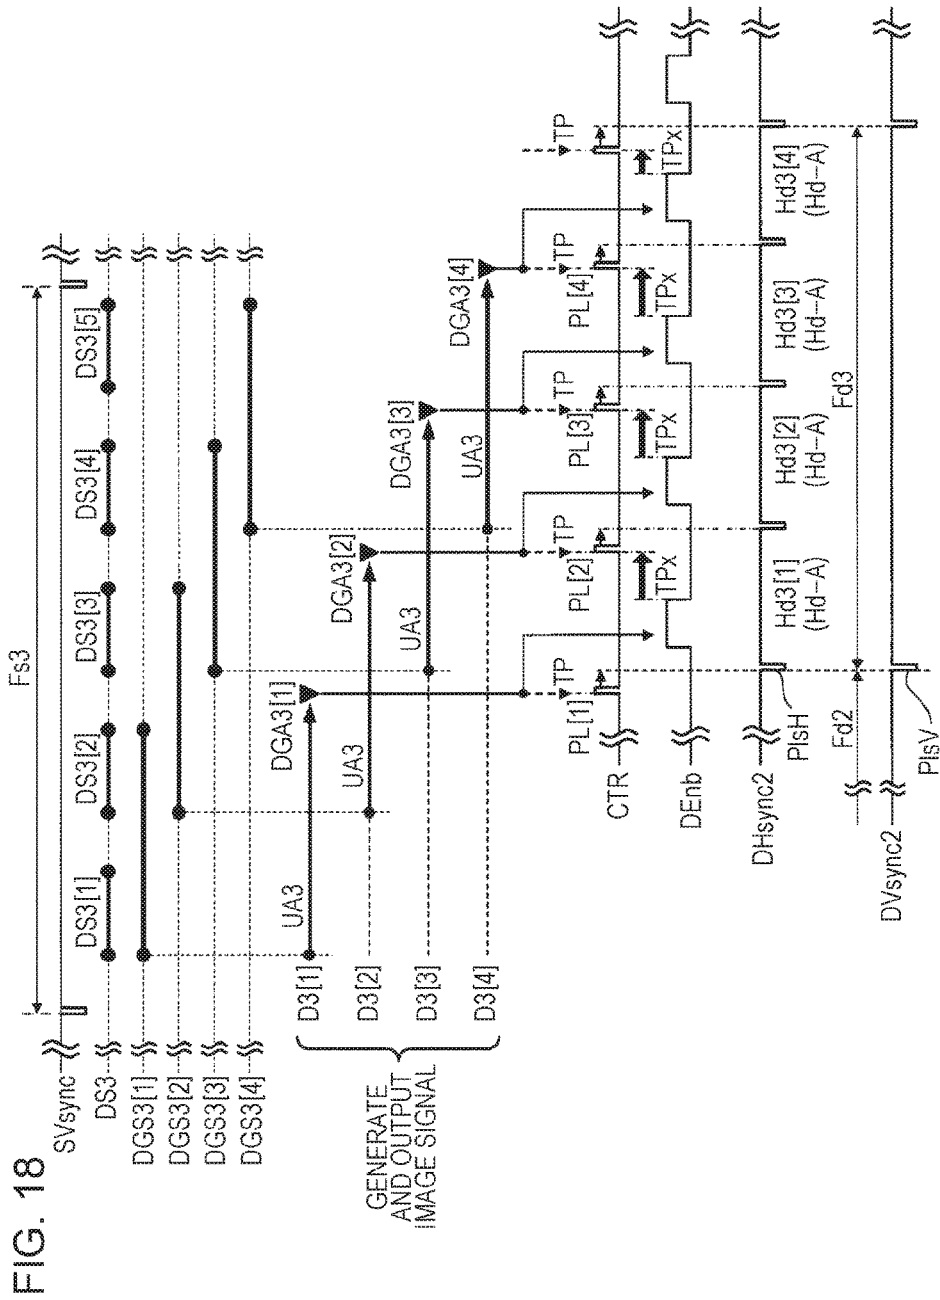 FIG. 18
Fs3
SVsync
DS3
DS3[1]
DS3[2]
DS3[3]
DS3[4]
DS3[5]
DGS3[1]
DGS3[2]
DGS3[3]
DGS3[4]
GENERATE
AND OUTPUT
IMAGE SIGNAL
D3[1]
UA3
DGA3[1]
D3[2]
UA3
DGA3[2]
D3[3]
UA3
DGA3[3]
D3[4]
UA3
DGA3[4]
PL[1]
TP
PL[2]
TP
PL[3]
TP
PL[4]
TP
TP
CTR
TPx
TPx
TPx
TPx
DEnb
DHsync2
PlsH
Hd3[1]
(Hd-A)
Hd3[2]
(Hd-A)
Hd3[3]
(Hd-A)
Hd3[4]
(Hd-A)
Fd2
Fd3
DVsync2
PlsV